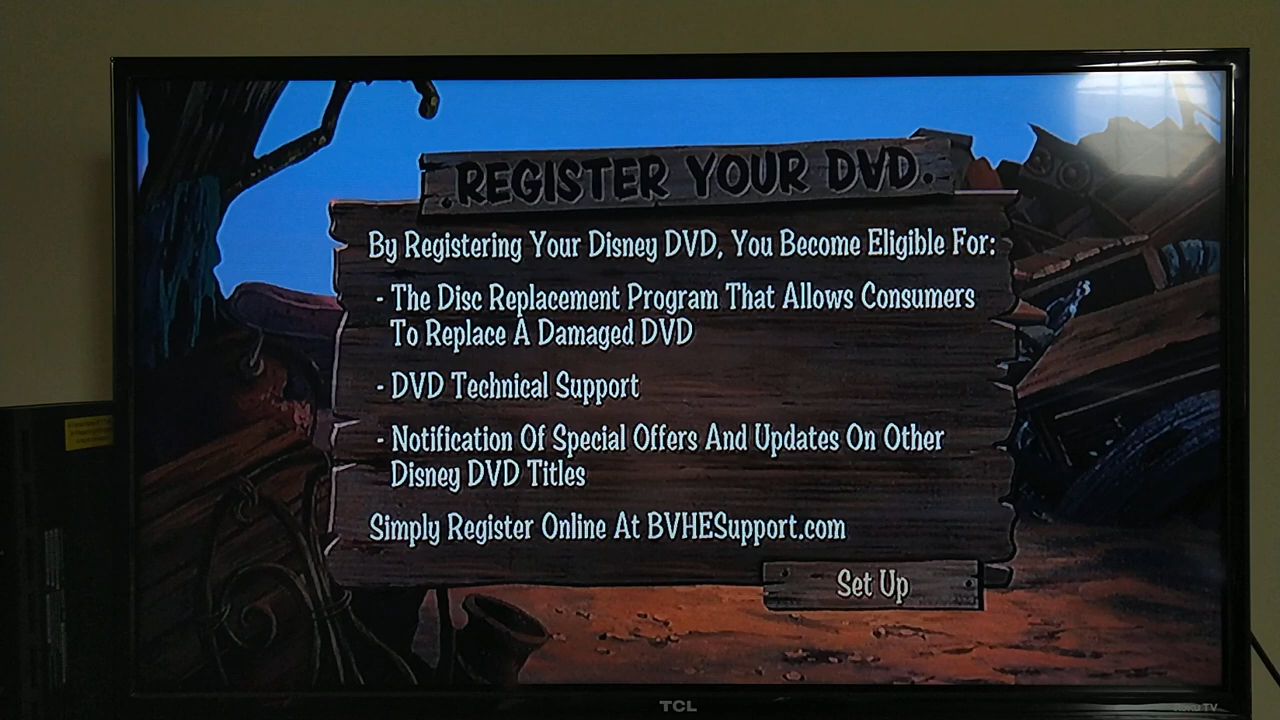 REGISTER YOUR DVD
By Registering Your Disney DVD, You Become Eligible For:
- The Disc Replacement Program That Allows Consumers
To Replace A Damaged DVD
- DVD Technical Support
- Notification Of Special Offers And Updates On Other
Disney DVD Titles
Simply Register Online At BVHESupport.com
Set Up
TCL
Roku TV